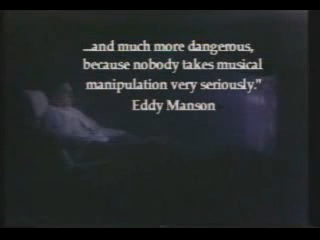 ...and much more dangerous,
because nobody takes musical
manipulation very seriously."
Eddy Manson